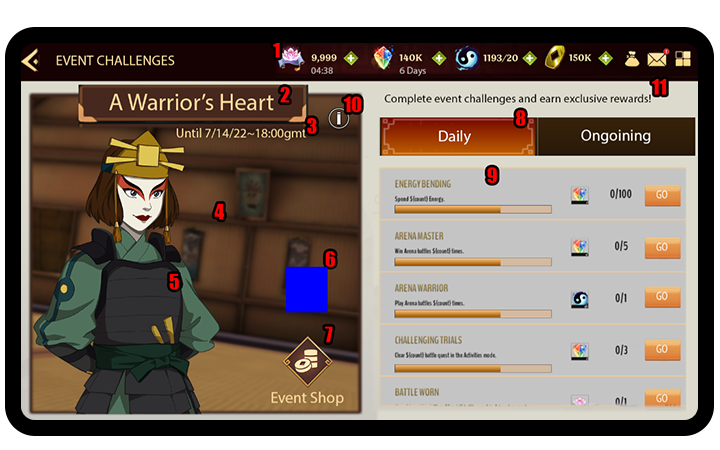 1
EVENT CHALLENGES
9,999
04:38
140K
6 Days
1193/20
150K
11
A Warrior's Heart
2
10
i
Until 7/14/22~18:00gmt
3
Complete event challenges and earn exclusive rewards!
8
Daily
Ongoining
4
5
6
7
Event Shop
9
ENERGY BENDING
Spend ${count} Energy.
0/100
GO
ARENA MASTER
Win Arena battles ${count} times.
0/5
GO
ARENA WARRIOR
Play Arena battles ${count} times.
0/1
GO
CHALLENGING TRIALS
Clear ${count} battle quest in the Activities mode.
0/3
GO
BATTLE WORN
0/1
GO